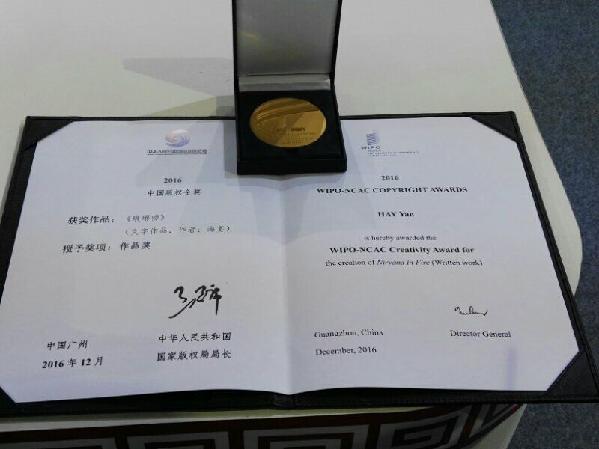 2016
中国版权金奖
获奖作品：《琅琊榜》
（文字作品，作者：海宴）
授予奖项：作品奖
中国广州
2016年12月
中华人民共和国
国家版权局局长
WIPO
2016
WIPO-NCAC COPYRIGHT AWARDS
HAY Yan
is hereby awarded the
WIPO-NCAC Creativity Award for
the creation of Nirvana In Fire (Written work)
Guangzhou, China
December, 2016
Director General